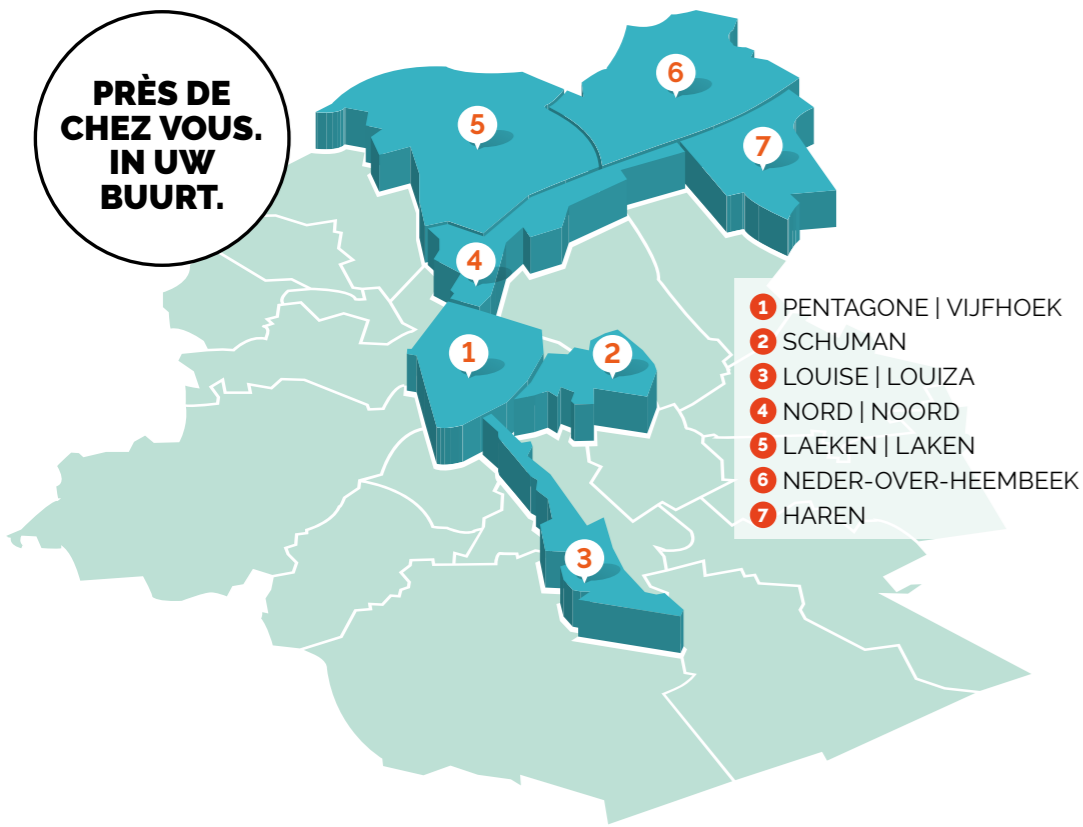 PRÈS DE
CHEZ VOUS.
IN UW
BUURT.
5
6
7
4
1
2
3
1 PENTAGONE | VIJFHOEK
2 SCHUMAN
3 LOUISE | LOUIZA
4 NORD | NOORD
5 LAEKEN | LAKEN
6 NEDER-OVER-HEEMBEEK
7 HAREN